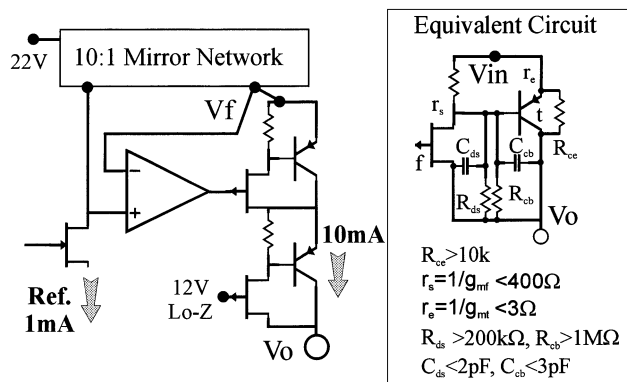 10:1 Mirror Network
22V
Vf
−
+
10mA
12V
Lo-Z
Ref.
1mA
Vo
Equivalent Circuit
Vin
re
rs
t
Cds
Ccb
Rce
f
Rds
Rcb
Vo
Rce>10k
rs=1/gmf <400Ω
re=1/gmt <3Ω
Rds >200kΩ, Rcb>1MΩ
Cds<2pF, Ccb<3pF